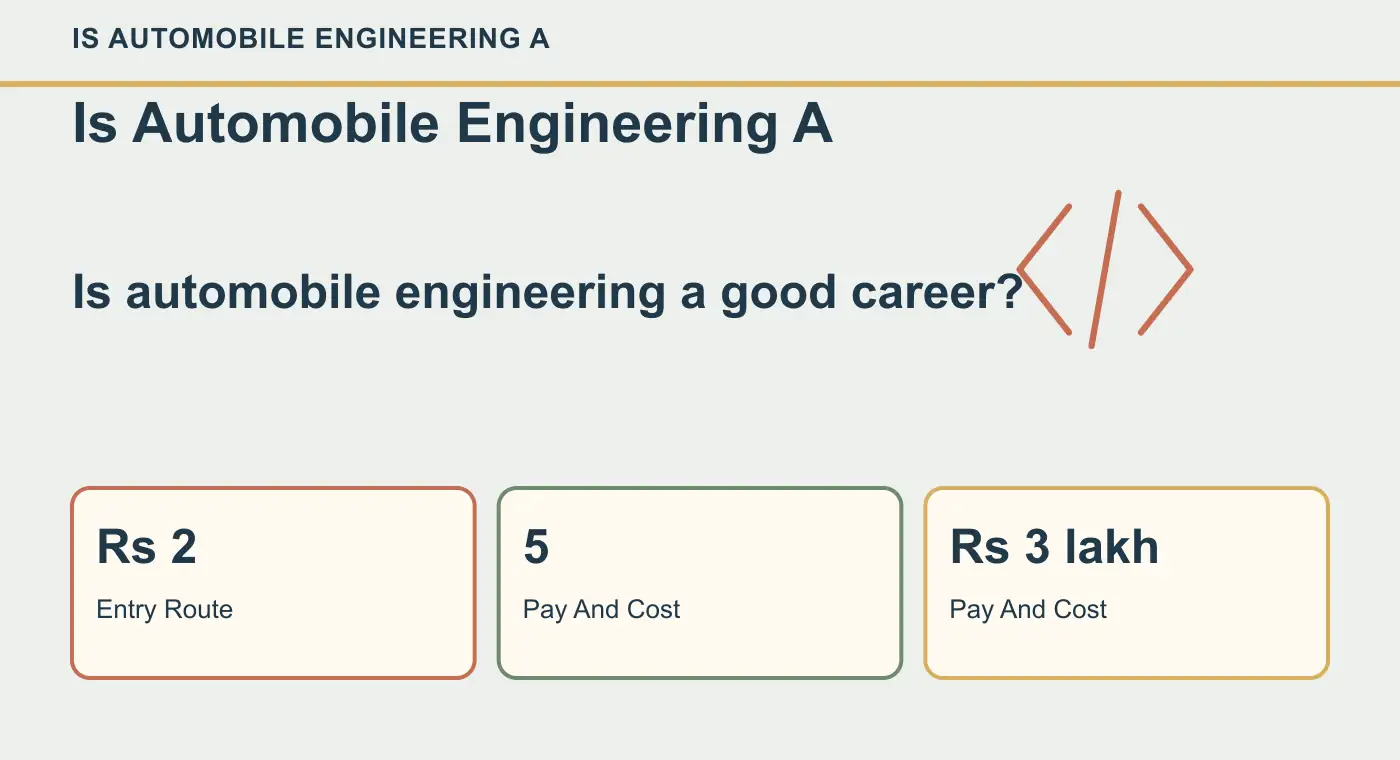 IS AUTOMOBILE ENGINEERING A
Is Automobile Engineering A
Is automobile engineering a good career?
Rs 2
Entry Route
5
Pay And Cost
Rs 3 lakh
Pay And Cost